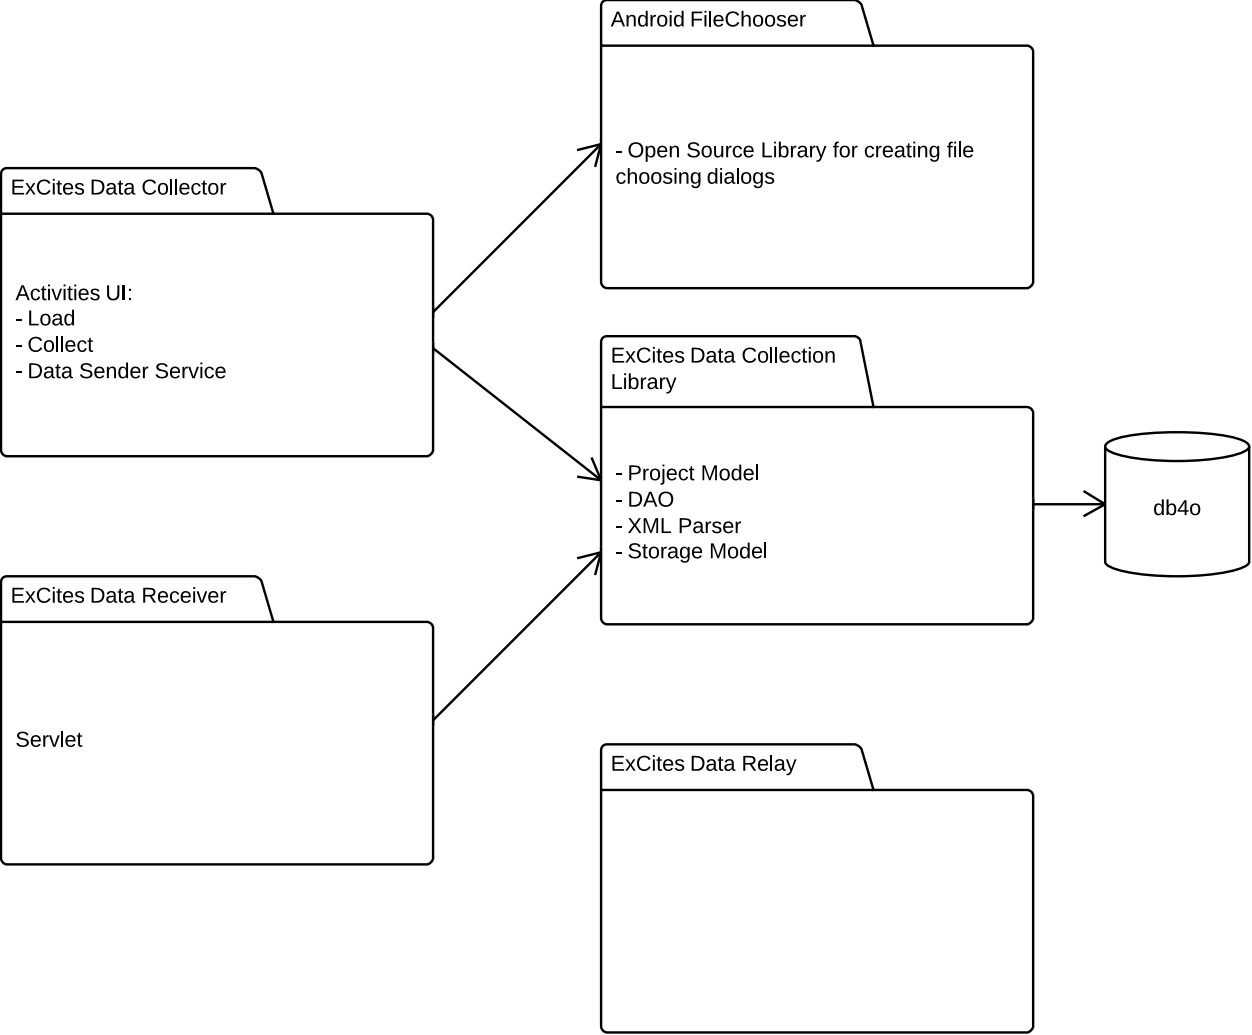 Android FileChooser
- Open Source Library for creating file
choosing dialogs
ExCites Data Collector
Activities UI:
- Load
- Collect
- Data Sender Service
ExCites Data Collection
Library
- Project Model
- DAO
- XML Parser
- Storage Model
db4o
ExCites Data Receiver
Servlet
ExCites Data Relay